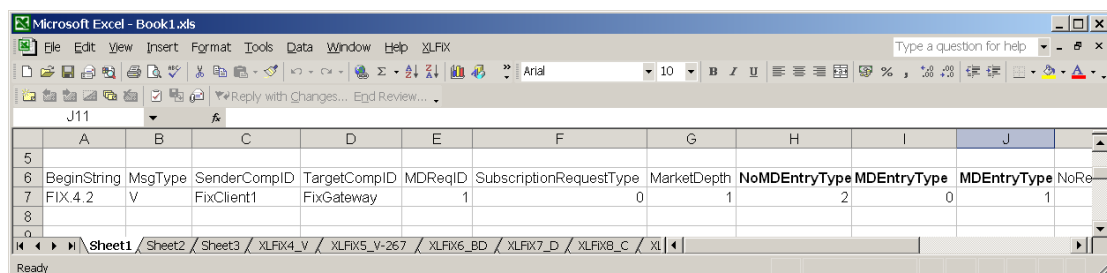 Microsoft Excel - Book1.xls
File Edit View Insert Format Tools Data Window Help XLFIX Type a question for help
Arial 10 B I U % ,
Reply with Changes... End Review...
J11 fx
A B C D E F G H I J
5
6 BeginString MsgType SenderCompID TargetCompID MDReqID SubscriptionRequestType MarketDepth NoMDEntryType MDEntryType MDEntryType NoRe
7 FIX.4.2 V FixClient1 FixGateway 1 0 1 2 0 1
8
9
Sheet1 / Sheet2 / Sheet3 / XLFIX4_V / XLFIX5_V-267 / XLFIX6_BD / XLFIX7_D / XLFIX8_C / XL
Ready